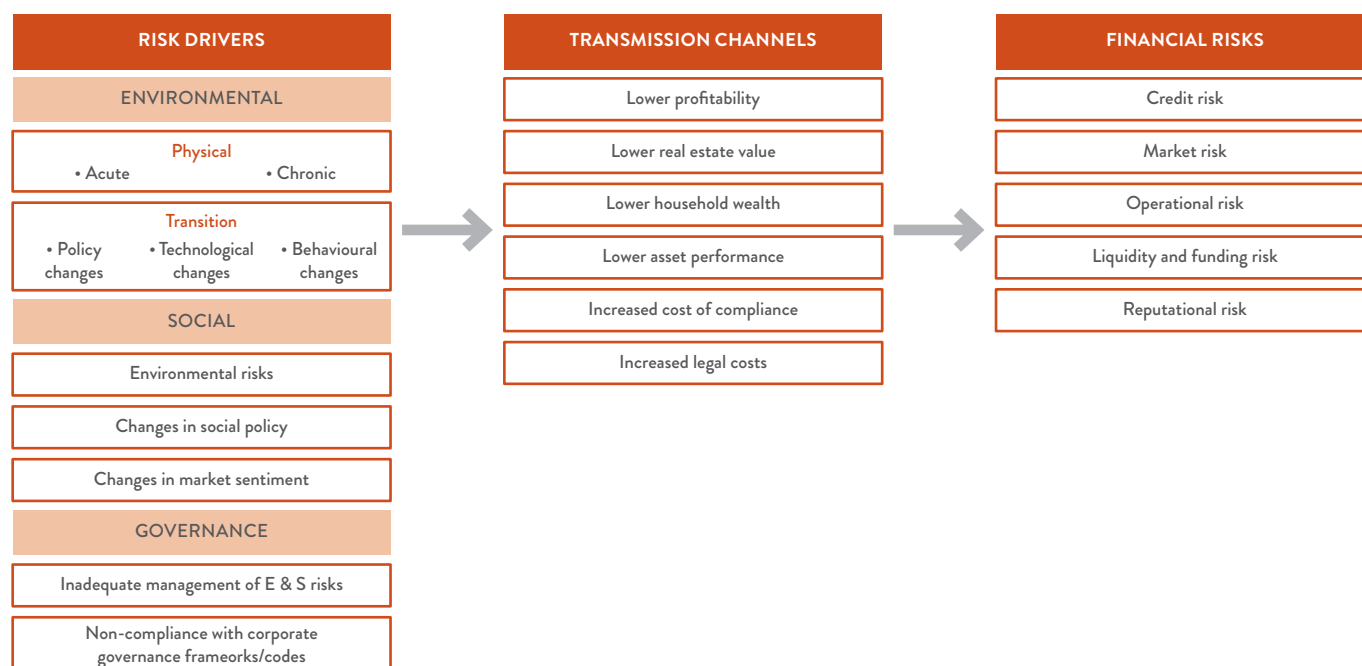 RISK DRIVERS
ENVIRONMENTAL
Physical
• Acute
• Chronic
Transition
• Policy changes
• Technological changes
• Behavioural changes
SOCIAL
Environmental risks
Changes in social policy
Changes in market sentiment
GOVERNANCE
Inadequate management of E & S risks
Non-compliance with corporate
governance frameorks/codes
TRANSMISSION CHANNELS
Lower profitability
Lower real estate value
Lower household wealth
Lower asset performance
Increased cost of compliance
Increased legal costs
FINANCIAL RISKS
Credit risk
Market risk
Operational risk
Liquidity and funding risk
Reputational risk